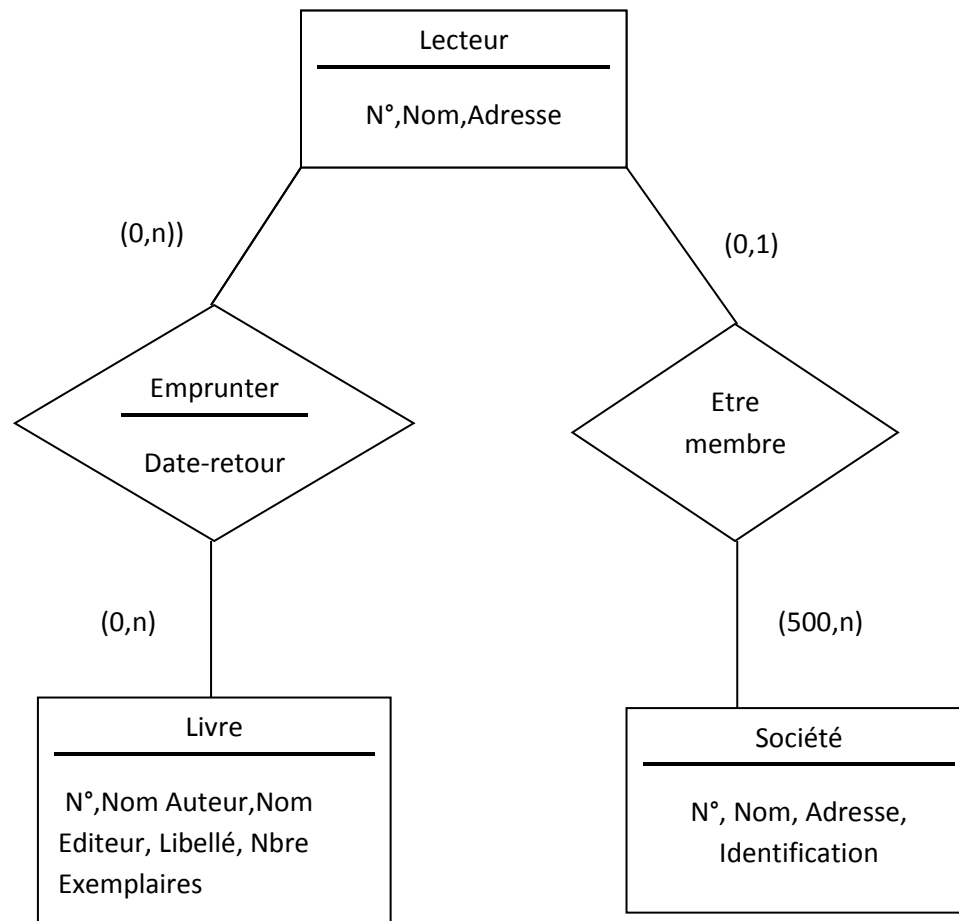 Lecteur
N°,Nom,Adresse
(0,n))
(0,1)
Emprunter
Date-retour
Etre
membre
(0,n)
(500,n)
Livre
N°,Nom Auteur,Nom
Editeur, Libellé, Nbre
Exemplaires
Société
N°, Nom, Adresse,
Identification